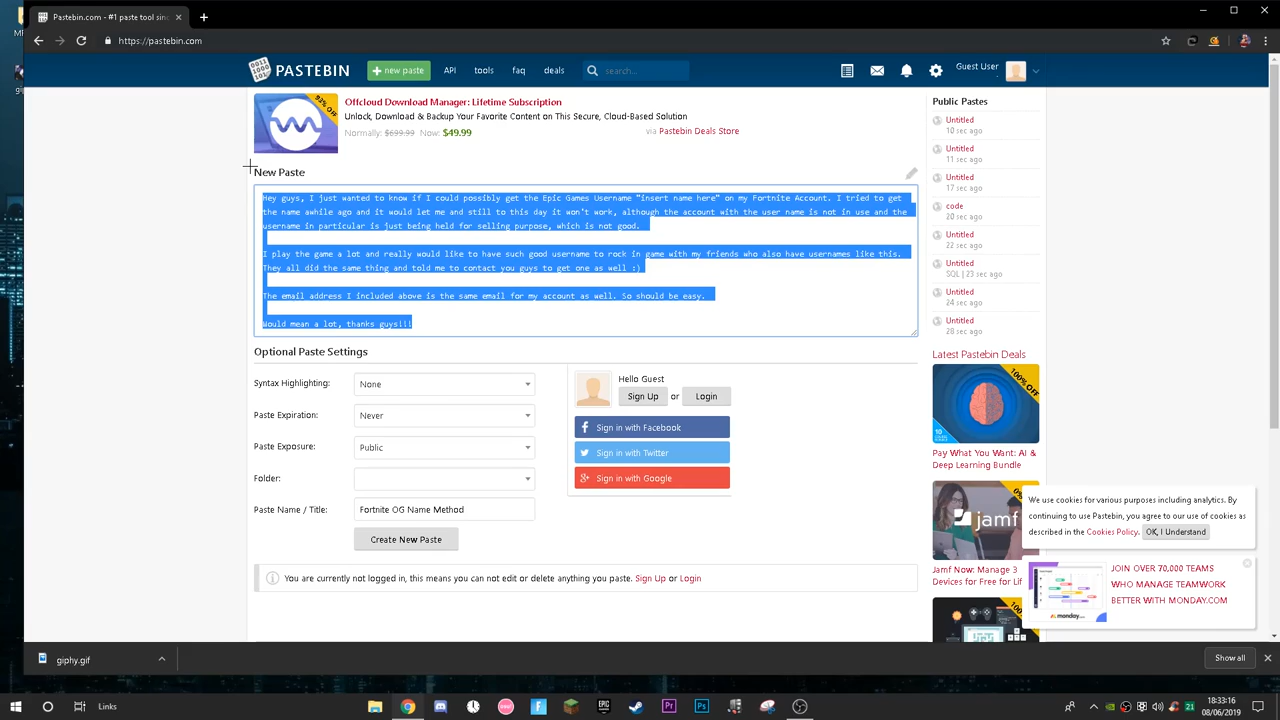 Pastebin.com - #1 paste tool sinc
https://pastebin.com
PASTEBIN
new paste
API
tools
faq
deals
search...
Guest User
93% OFF
Offcloud Download Manager: Lifetime Subscription
Unlock, Download & Backup Your Favorite Content on This Secure, Cloud-Based Solution
Normally: $699.99 Now: $49.99
via Pastebin Deals Store
New Paste
Hey guys, I just wanted to know if I could possibly get the Epic Games Username "insert name here" on my Fortnite Account. I tried to get
the name awhile ago and it would let me and still to this day it won't work, although the account with the user name is not in use and the
username in particular is just being held for selling purpose, which is not good.
I play the game a lot and really would like to have such good username to rock in game with my friends who also have usernames like this.
They all did the same thing and told me to contact you guys to get one as well :)
The email address I included above is the same email for my account as well. So should be easy.
Would mean a lot, thanks guys!!!
Optional Paste Settings
Syntax Highlighting:
None
Paste Expiration:
Never
Paste Exposure:
Public
Folder:
Paste Name / Title:
Fortnite OG Name Method
Create New Paste
Hello Guest
Sign Up or Login
Sign in with Facebook
Sign in with Twitter
Sign in with Google
You are currently not logged in, this means you can not edit or delete anything you paste. Sign Up or Login
Public Pastes
Untitled
10 sec ago
Untitled
11 sec ago
Untitled
17 sec ago
code
20 sec ago
Untitled
22 sec ago
Untitled
SQL | 23 sec ago
Untitled
24 sec ago
Untitled
28 sec ago
Latest Pastebin Deals
100% OFF
Pay What You Want: AI &
Deep Learning Bundle
jamf
Jamf Now: Manage 3
Devices for Free for Lif
100
We use cookies for various purposes including analytics. By
continuing to use Pastebin, you agree to our use of cookies as
described in the Cookies Policy. OK, I Understand
monday.com
JOIN OVER 70,000 TEAMS
WHO MANAGE TEAMWORK
BETTER WITH MONDAY.COM
giphy.gif
Show all
Links
EPIC
Pr
Ps
21
18:33:16
08/06/2019